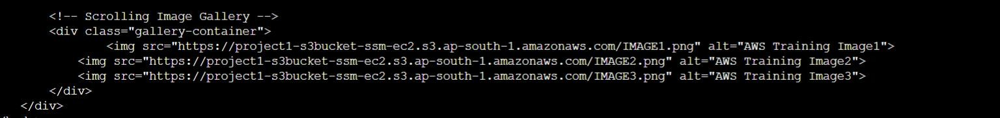 <!-- Scrolling Image Gallery -->
<div class="gallery-container">
<img src="https://project1-s3bucket-ssm-ec2.s3.ap-south-1.amazonaws.com/IMAGE1.png" alt="AWS Training Image1">
<img src="https://project1-s3bucket-ssm-ec2.s3.ap-south-1.amazonaws.com/IMAGE2.png" alt="AWS Training Image2">
<img src="https://project1-s3bucket-ssm-ec2.s3.ap-south-1.amazonaws.com/IMAGE3.png" alt="AWS Training Image3">
</div>
</div>